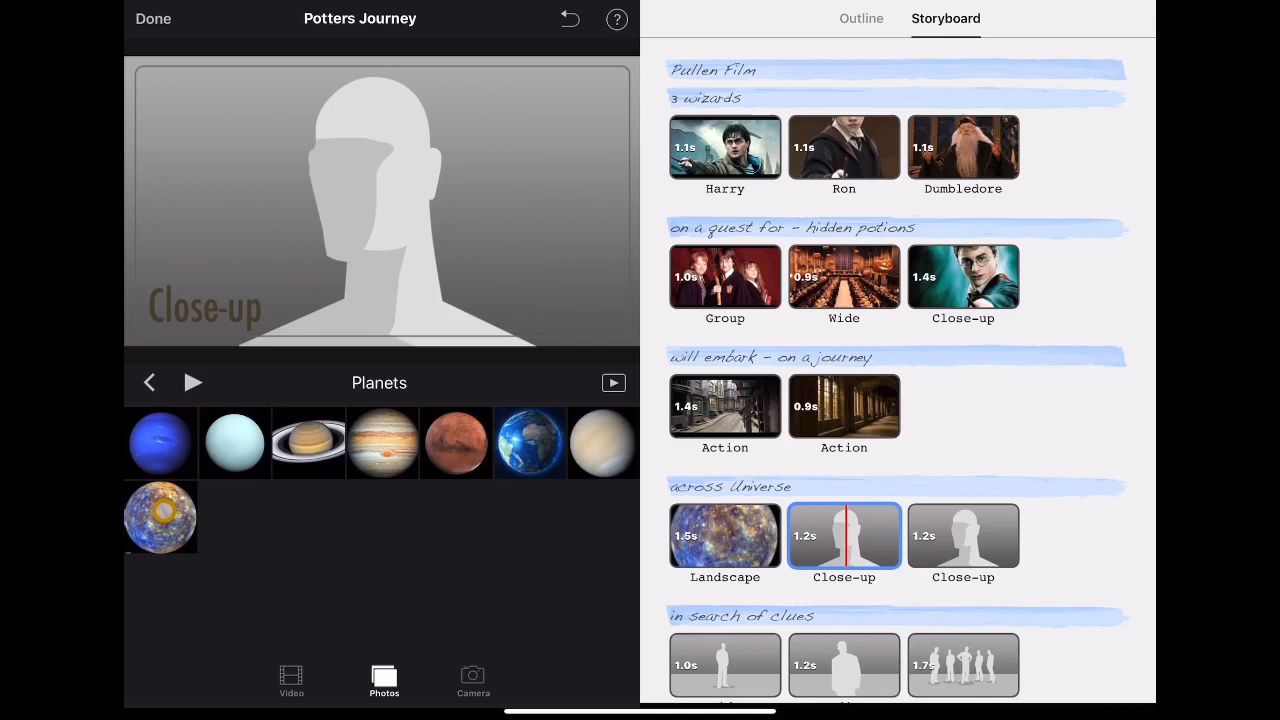 Done
Potters Journey
?
Close-up
Planets
Video
Photos
Camera
Outline
Storyboard
Pullen Film
3 wizards
1.1s
1.1s
1.1s
Harry
Ron
Dumbledore
on a quest for - hidden potions
1.0s
0.9s
1.4s
Group
Wide
Close-up
will embark - on a journey
1.4s
0.9s
Action
Action
across Universe
1.5s
1.2s
1.2s
Landscape
Close-up
Close-up
in search of clues
1.0s
1.2s
1.7s